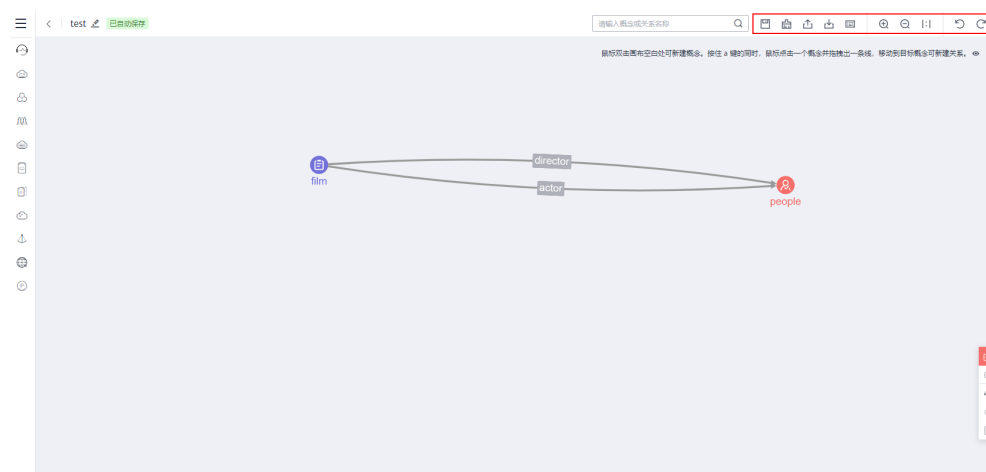 test 已自动保存 请输入概念或关系名称
鼠标双击画布空白处可新建概念。按住 a 键的同时，鼠标点击一个概念并拖拽出一条线，移动到目标概念可新建关系。
director
film
actor
people